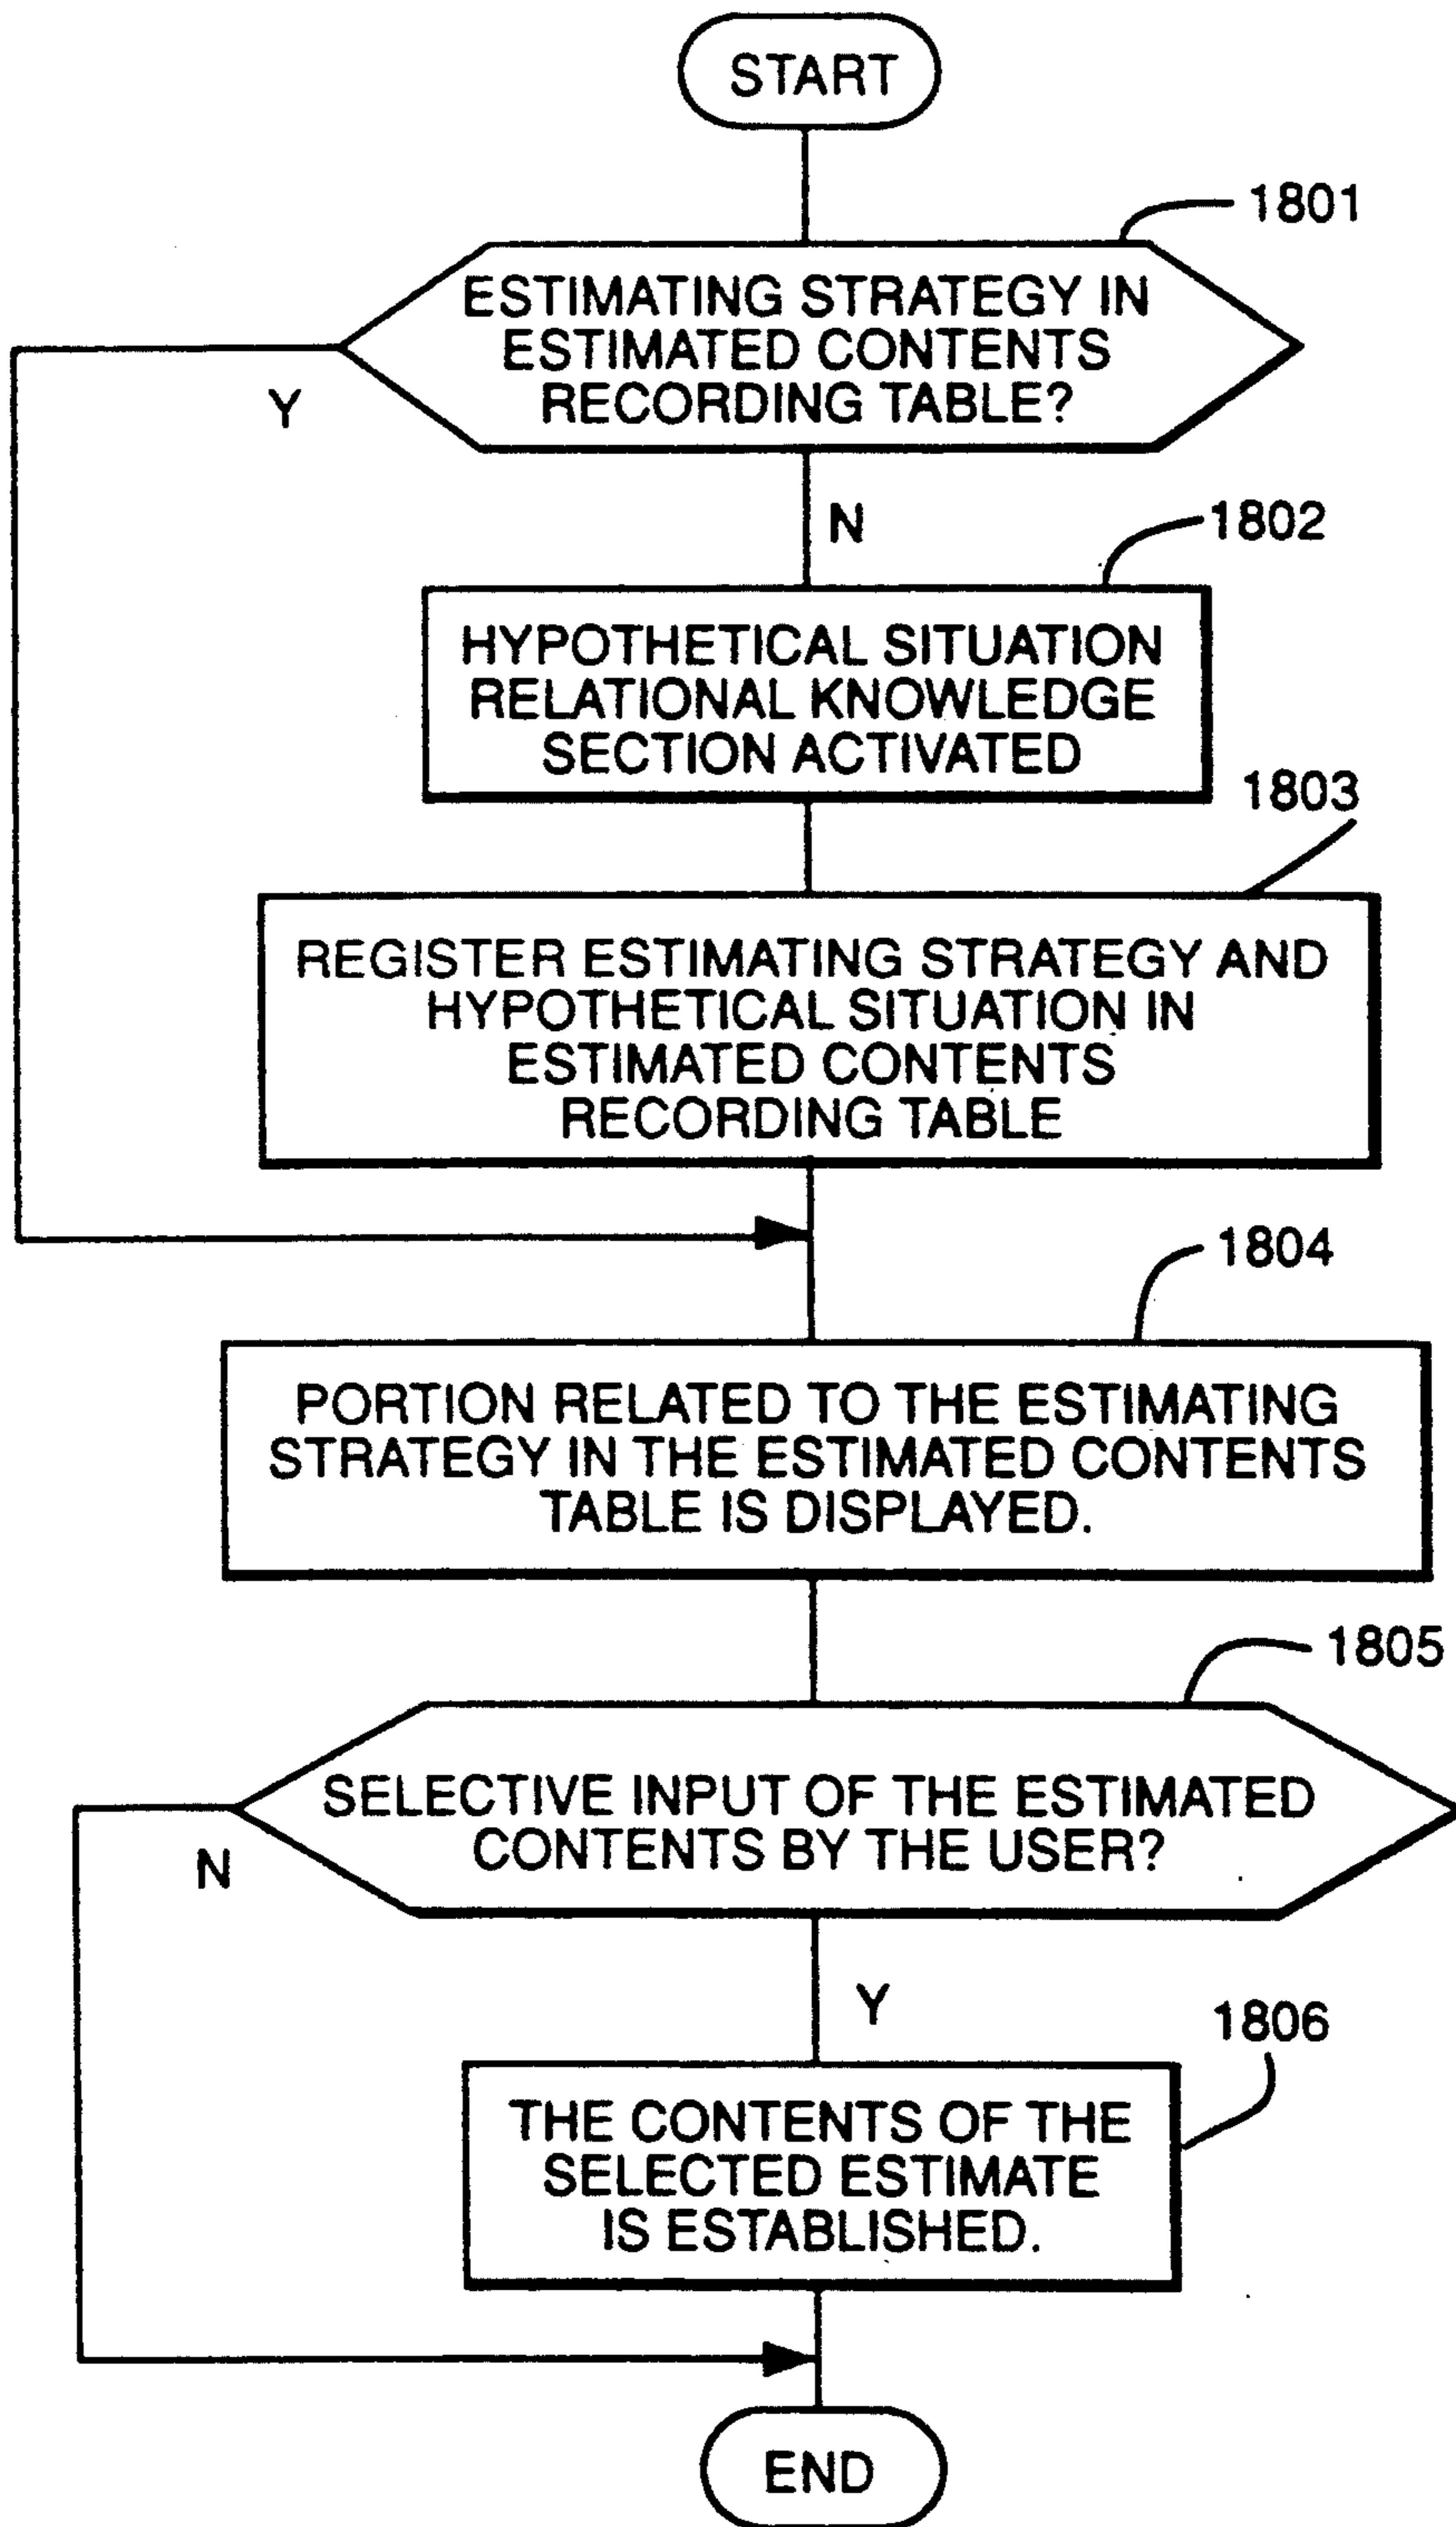 START
1801
ESTIMATING STRATEGY IN
ESTIMATED CONTENTS
RECORDING TABLE?
Y
N
1802
HYPOTHETICAL SITUATION
RELATIONAL KNOWLEDGE
SECTION ACTIVATED
1803
REGISTER ESTIMATING STRATEGY AND
HYPOTHETICAL SITUATION IN
ESTIMATED CONTENTS
RECORDING TABLE
1804
PORTION RELATED TO THE ESTIMATING
STRATEGY IN THE ESTIMATED CONTENTS
TABLE IS DISPLAYED.
1805
SELECTIVE INPUT OF THE ESTIMATED
CONTENTS BY THE USER?
N
Y
1806
THE CONTENTS OF THE
SELECTED ESTIMATE
IS ESTABLISHED.
END